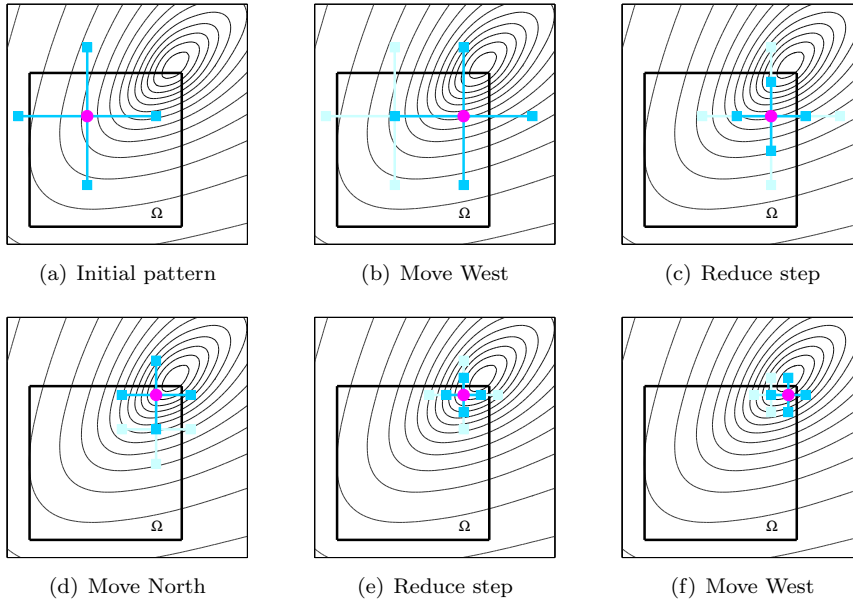 Ω
Ω
Ω
(a) Initial pattern
(b) Move West
(c) Reduce step
Ω
Ω
Ω
(d) Move North
(e) Reduce step
(f) Move West